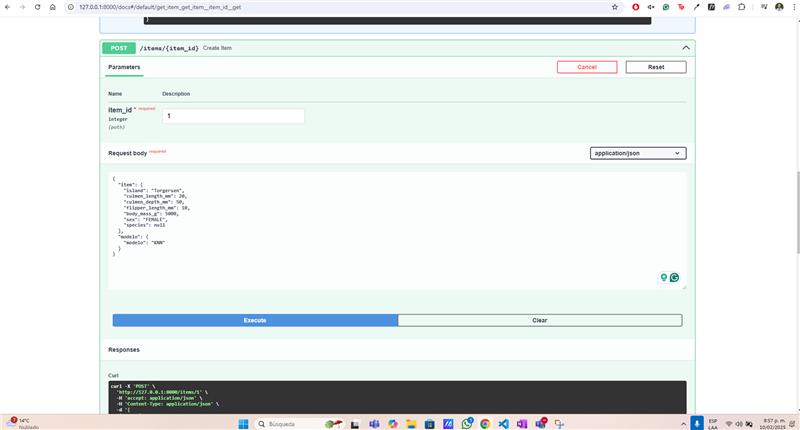 127.0.0.1:8000/docs#/default/get_item_get_item__item_id__get
}
POST /items/{item_id} Create Item
Parameters
Cancel
Reset
Name
Description
item_id * required
integer
(path)
1
Request body required
application/json
{
"item": {
"island": "Torgersen",
"culmen_length_mm": 20,
"culmen_depth_mm": 50,
"flipper_length_mm": 10,
"body_mass_g": 5000,
"sex": "FEMALE",
"species": null
},
"modelo": {
"modelo": "KNN"
}
}
Execute
Clear
Responses
Curl
curl -X 'POST' \
'http://127.0.0.1:8000/items/1' \
-H 'accept: application/json' \
-H 'Content-Type: application/json' \
-d '{
14°C
Nublado
Búsqueda
ESP
LAA
9:57 p. m.
10/02/2025